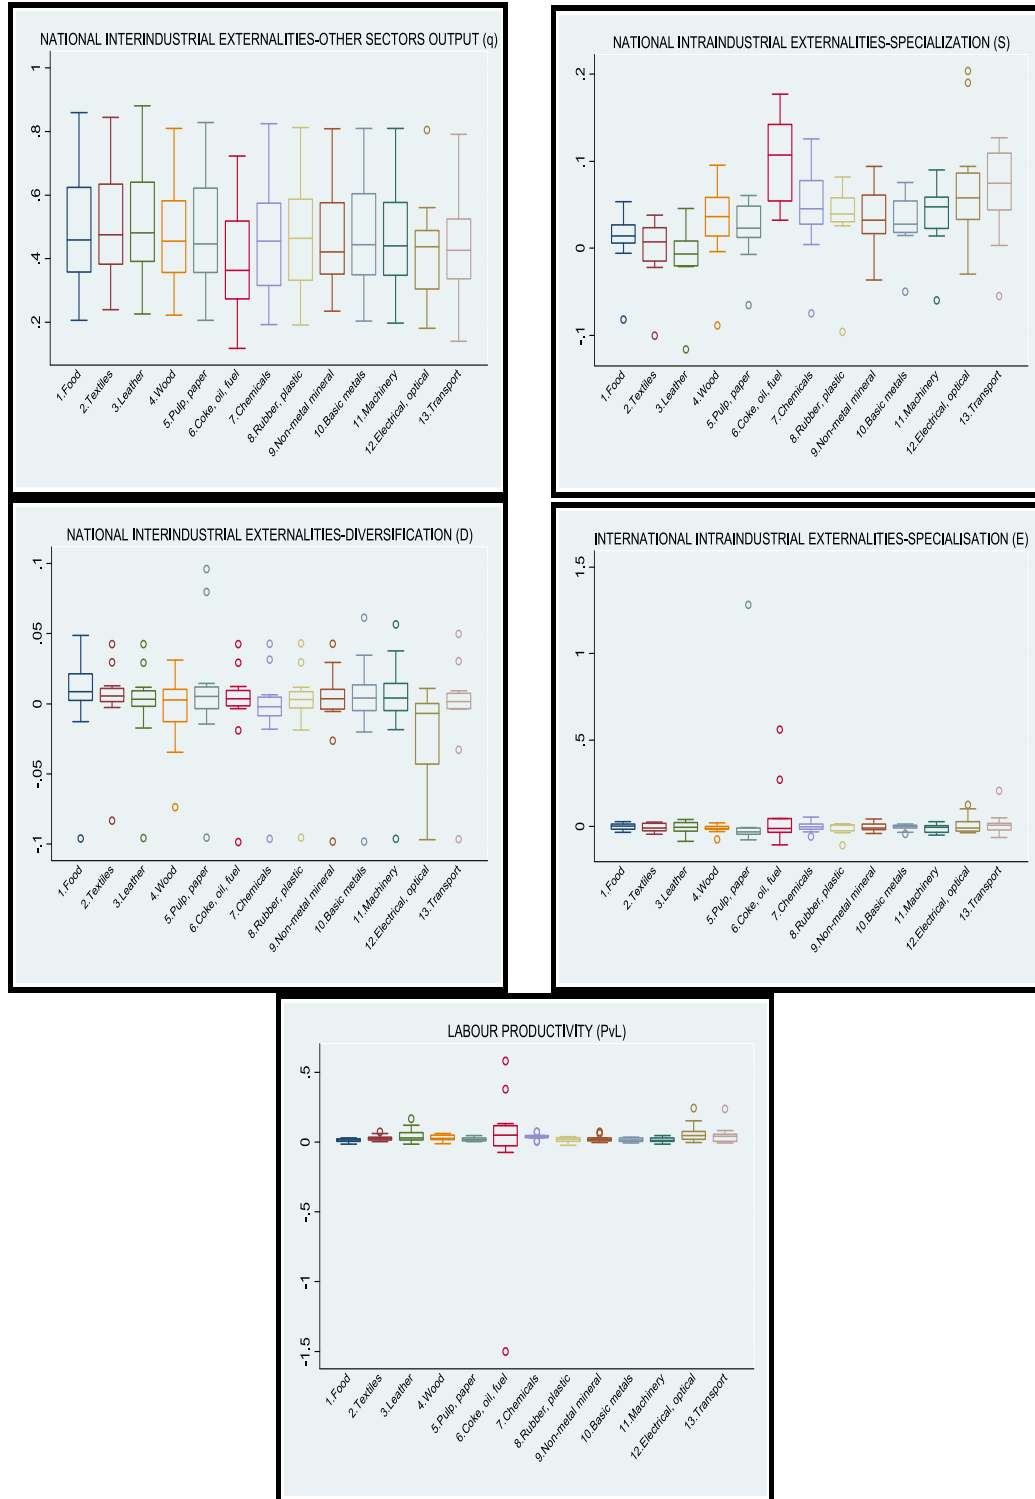 NATIONAL INTERINDUSTRIAL EXTERNALITIES-OTHER SECTORS OUTPUT (q)
1
.8
.6
.4
.2
1.Food
2.Textiles
3.Leather
4.Wood
5.Pulp, paper
6.Coke, oil, fuel
7.Chemicals
8.Rubber, plastic
9.Non-metal mineral
10.Basic metals
11.Machinery
12.Electrical, optical
13.Transport
NATIONAL INTRAINDUSTRIAL EXTERNALITIES-SPECIALIZATION (S)
.2
.1
0
-.1
1.Food
2.Textiles
3.Leather
4.Wood
5.Pulp, paper
6.Coke, oil, fuel
7.Chemicals
8.Rubber, plastic
9.Non-metal mineral
10.Basic metals
11.Machinery
12.Electrical, optical
13.Transport
NATIONAL INTERINDUSTRIAL EXTERNALITIES-DIVERSIFICATION (D)
.1
.05
0
-.05
-.1
1.Food
2.Textiles
3.Leather
4.Wood
5.Pulp, paper
6.Coke, oil, fuel
7.Chemicals
8.Rubber, plastic
9.Non-metal mineral
10.Basic metals
11.Machinery
12.Electrical, optical
13.Transport
INTERNATIONAL INTRAINDUSTRIAL EXTERNALITIES-SPECIALISATION (E)
1.5
1
.5
0
1.Food
2.Textiles
3.Leather
4.Wood
5.Pulp, paper
6.Coke, oil, fuel
7.Chemicals
8.Rubber, plastic
9.Non-metal mineral
10.Basic metals
11.Machinery
12.Electrical, optical
13.Transport
LABOUR PRODUCTIVITY (PvL)
.5
0
-.5
-1
-1.5
1.Food
2.Textiles
3.Leather
4.Wood
5.Pulp, paper
6.Coke, oil, fuel
7.Chemicals
8.Rubber, plastic
9.Non-metal mineral
10.Basic metals
11.Machinery
12.Electrical, optical
13.Transport